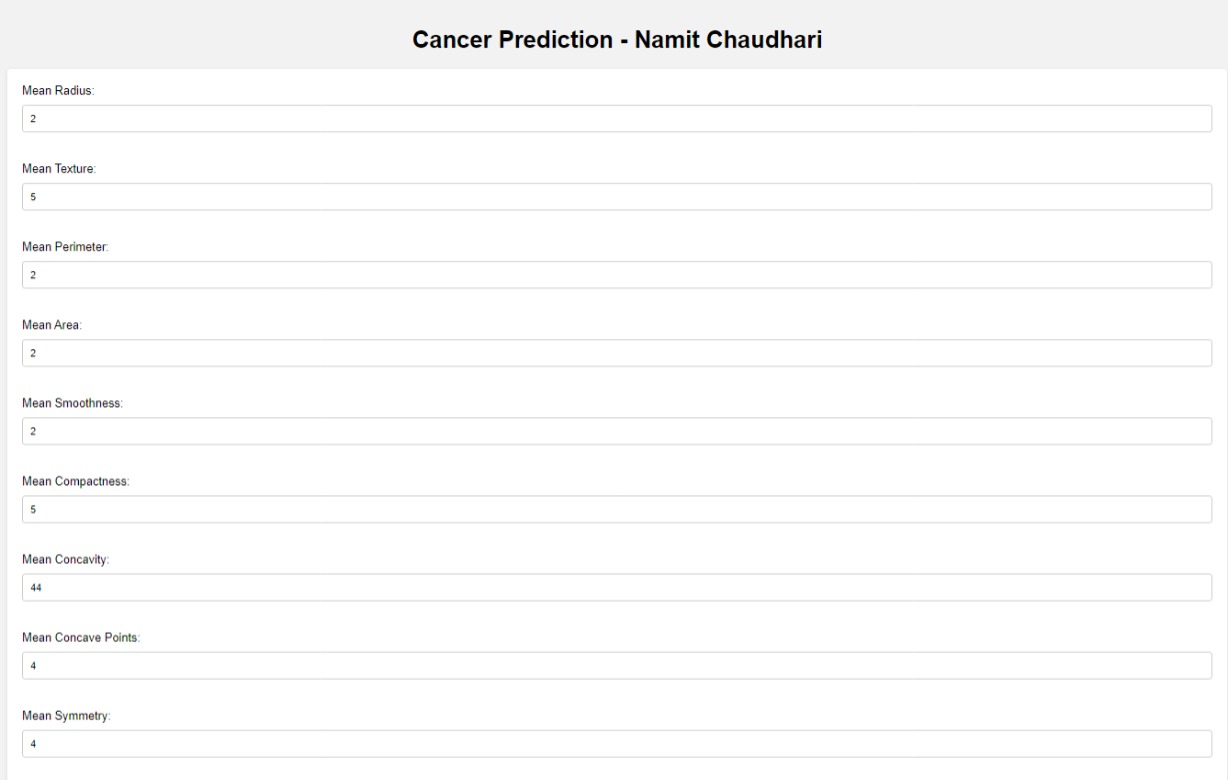 Cancer Prediction - Namit Chaudhari
Mean Radius:
2
Mean Texture:
5
Mean Perimeter:
2
Mean Area:
2
Mean Smoothness:
2
Mean Compactness:
5
Mean Concavity:
44
Mean Concave Points:
4
Mean Symmetry:
4